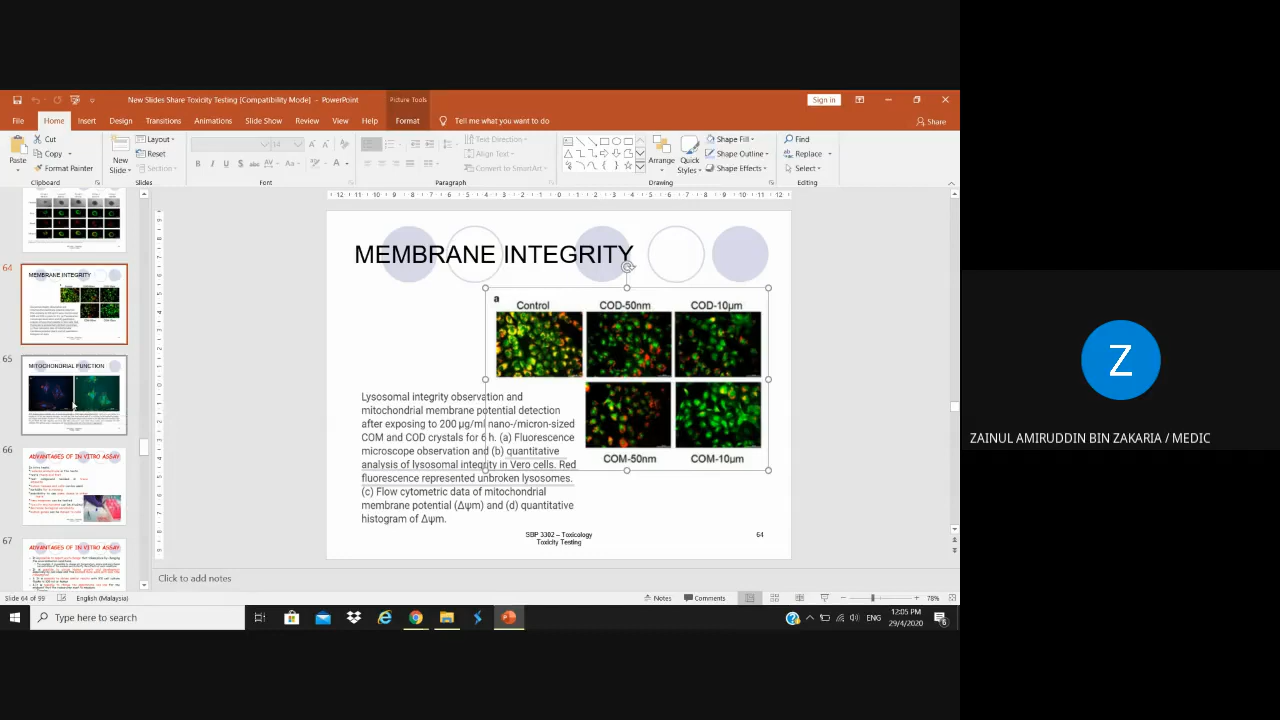 New Slides Share Toxicity Testing [Compatibility Mode] – PowerPoint
Picture Tools
Sign in
File
Home
Insert
Design
Transitions
Animations
Slide Show
Review
View
Help
Format
Tell me what you want to do
Share
Paste
Cut
Copy
Format Painter
Clipboard
New Slide
Layout
Reset
Section
Slides
14
Font
Text Direction
Align Text
Convert to SmartArt
Paragraph
Arrange
Quick Styles
Shape Fill
Shape Outline
Shape Effects
Drawing
Find
Replace
Select
Editing
64
MEMBRANE INTEGRITY
65
MITOCHONDRIAL FUNCTION
66
ADVANTAGES OF IN VITRO ASSAY
67
ADVANTAGES OF IN VITRO ASSAY
MEMBRANE INTEGRITY
a
Control
COD-50nm
COD-10μm
COM-50nm
COM-10μm
Lysosomal integrity observation and
mitochondrial membrane potential detection
after exposing to 200 μg/ml nano-/micron-sized
COM and COD crystals for 6 h. (a) Fluorescence
microscope observation and (b) quantitative
analysis of lysosomal integrity in Vero cells. Red
fluorescence represented broken lysosomes.
(c) Flow cytometric data of mitochondrial
membrane potential (Δψm) and (d) quantitative
histogram of Δψm.
SBP 3302 – Toxicology
Toxicity Testing
64
Click to add notes
Slide 64 of 99
English (Malaysia)
Notes
Comments
78%
Type here to search
ENG
12:05 PM
29/4/2020
6
Z
ZAINUL AMIRUDDIN BIN ZAKARIA / MEDIC